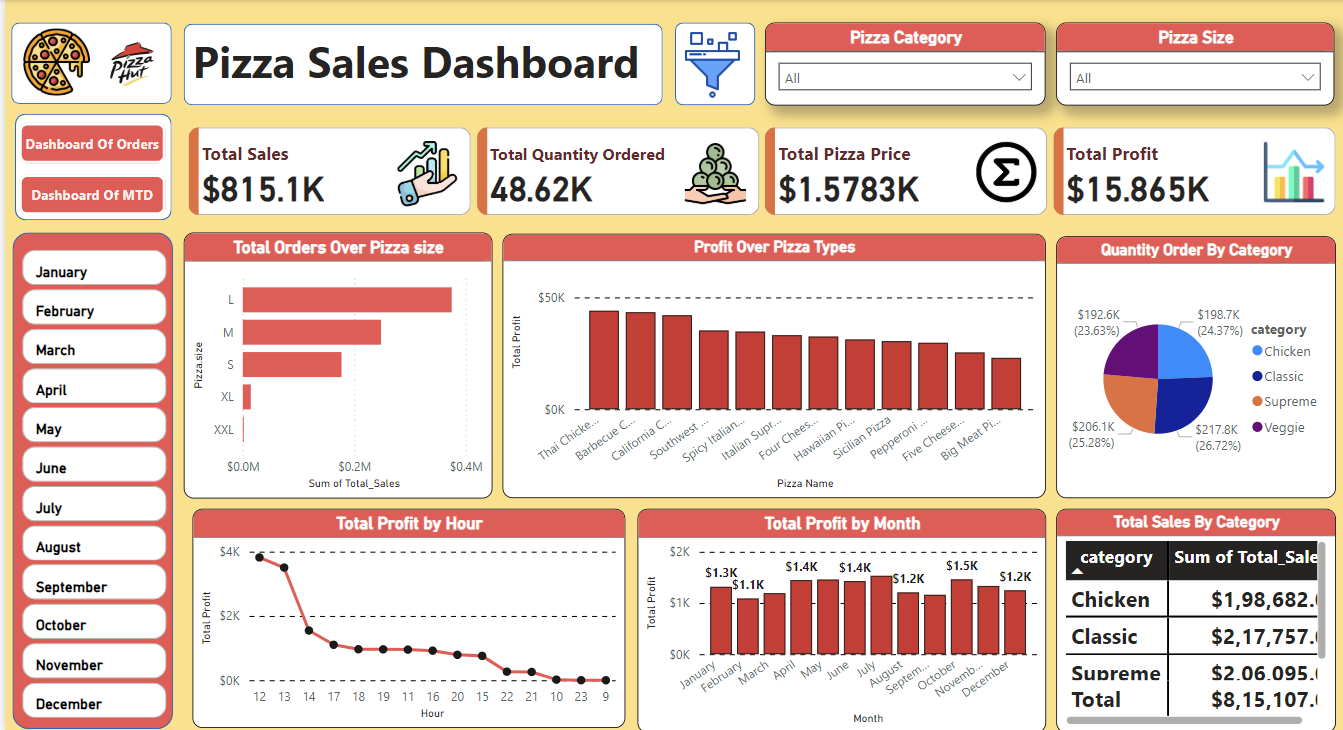 Pizza Hut
Pizza Sales Dashboard
Pizza Category
All
Pizza Size
All
Dashboard Of Orders
Dashboard Of MTD
Total Sales
$815.1K
Total Quantity Ordered
48.62K
Total Pizza Price
$1.5783K
Σ
Total Profit
$15.865K
January
February
March
April
May
June
July
August
September
October
November
December
Total Orders Over Pizza size
Pizza.size
L
M
S
XL
XXL
$0.0M $0.2M $0.4M
Sum of Total_Sales
Profit Over Pizza Types
Total Profit
$50K
$0K
Thai Chicke...
Barbecue C...
California C...
Southwest ...
Spicy Italian...
Italian Supr...
Four Chees...
Hawaiian Pi...
Sicilian Pizza
Pepperoni ...
Five Cheese...
Big Meat Pi...
Pizza Name
Quantity Order By Category
$192.6K
(23.63%)
$198.7K
(24.37%)
$206.1K
(25.28%)
$217.8K
(26.72%)
category
Chicken
Classic
Supreme
Veggie
Total Profit by Hour
Total Profit
$4K
$2K
$0K
12 13 14 17 18 19 11 16 20 15 22 21 10 23 9
Hour
Total Profit by Month
Total Profit
$2K
$1K
$0K
$1.3K $1.1K $1.4K $1.4K $1.2K $1.5K $1.2K
January
February
March
April
May
June
July
August
Septem...
October
Novemb...
December
Month
Total Sales By Category
category Sum of Total_Sale
Chicken $1,98,682.
Classic $2,17,757.
Supreme $2,06,095.
Total $8,15,107.